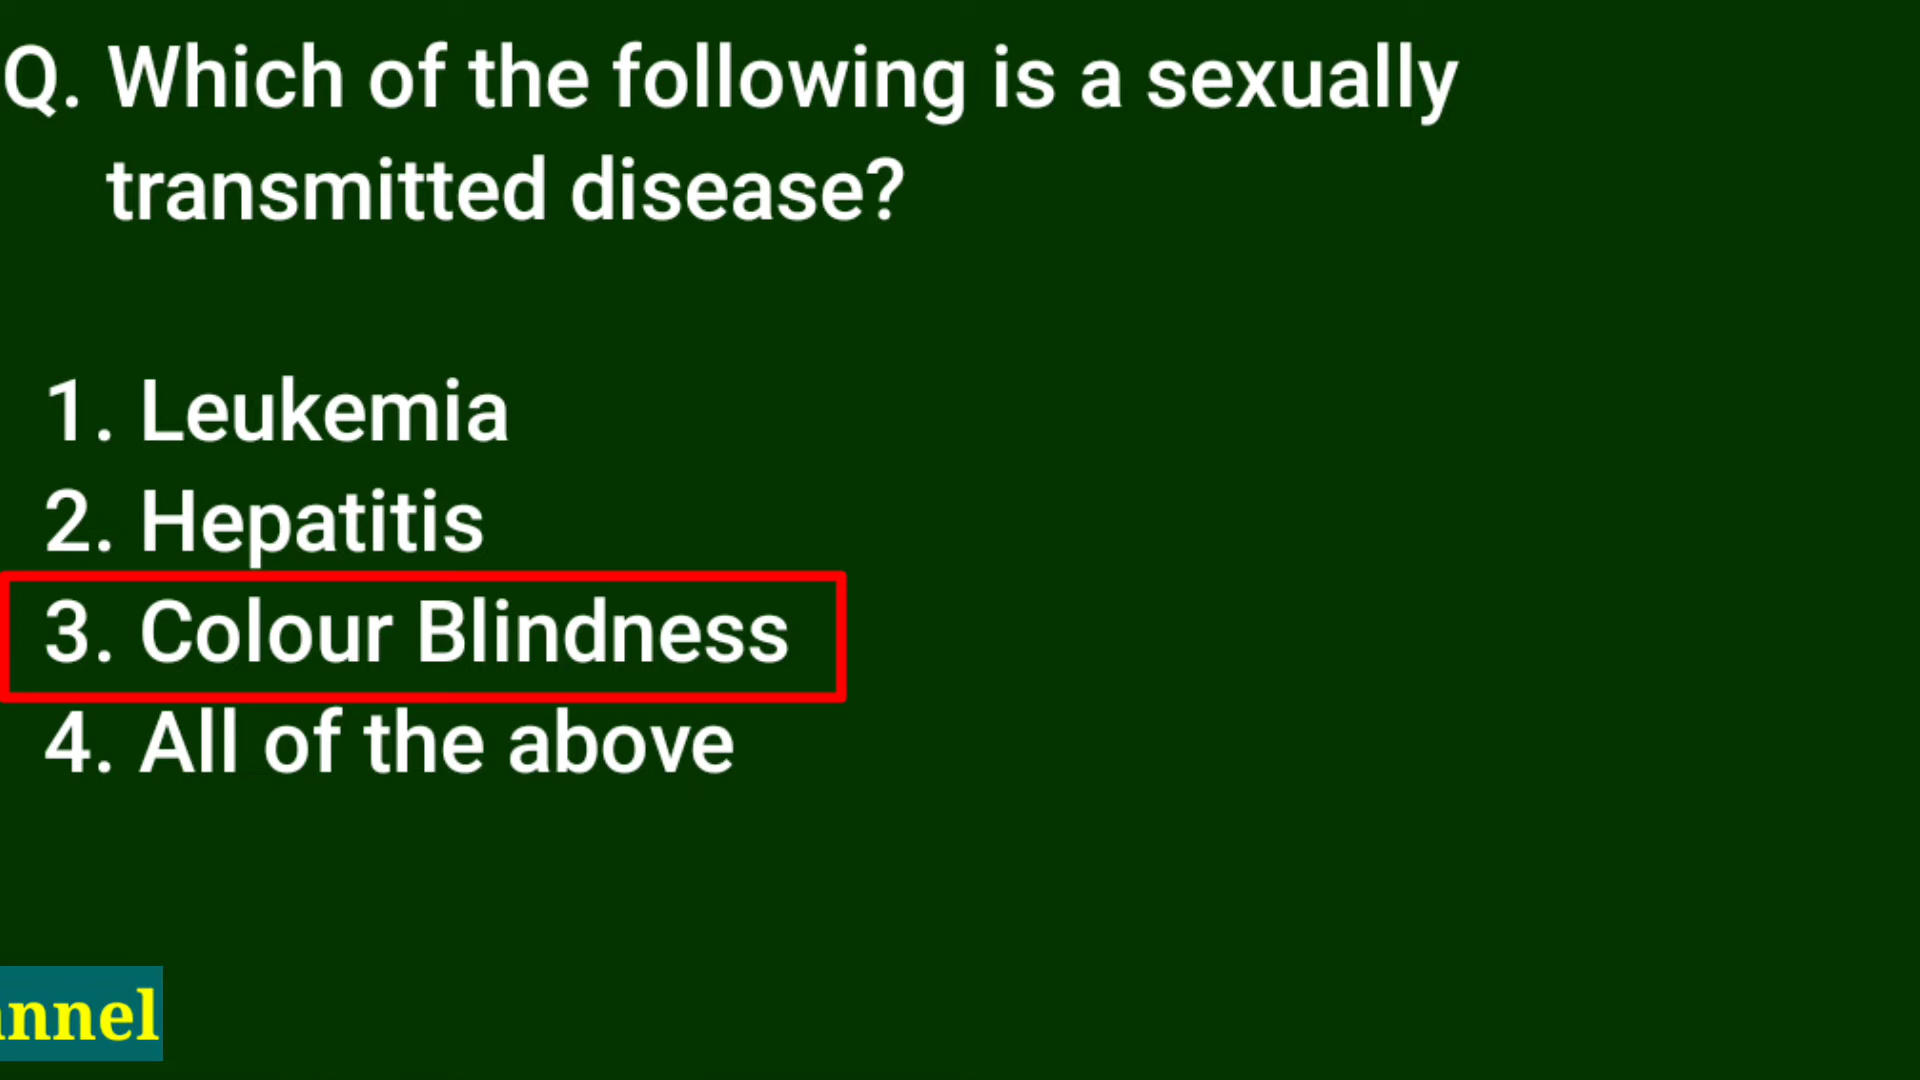 Q. Which of the following is a sexually
transmitted disease?
1. Leukemia
2. Hepatitis
3. Colour Blindness
4. All of the above
nnel